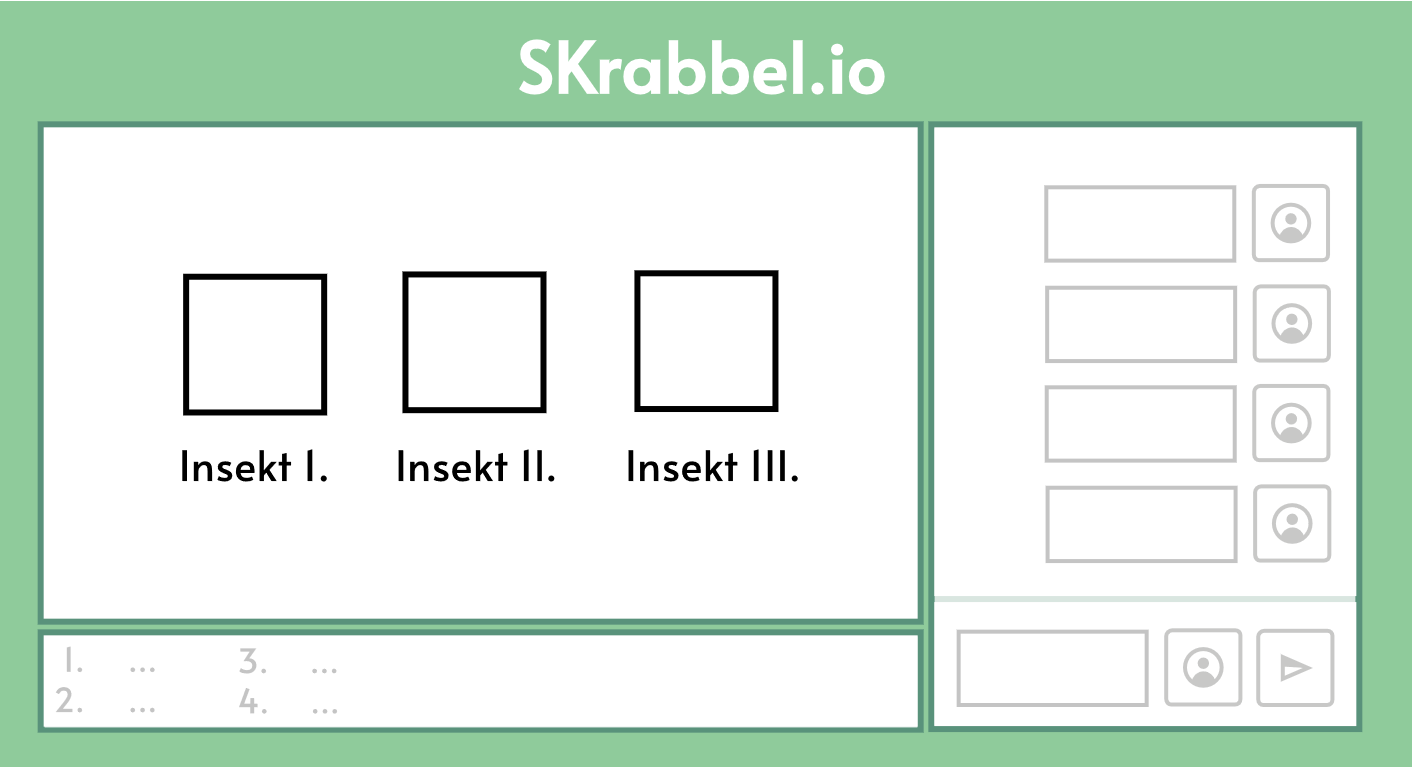 SKrabbel.io
Insekt I. Insekt II. Insekt III.
1. ... 3. ...
2. ... 4. ...